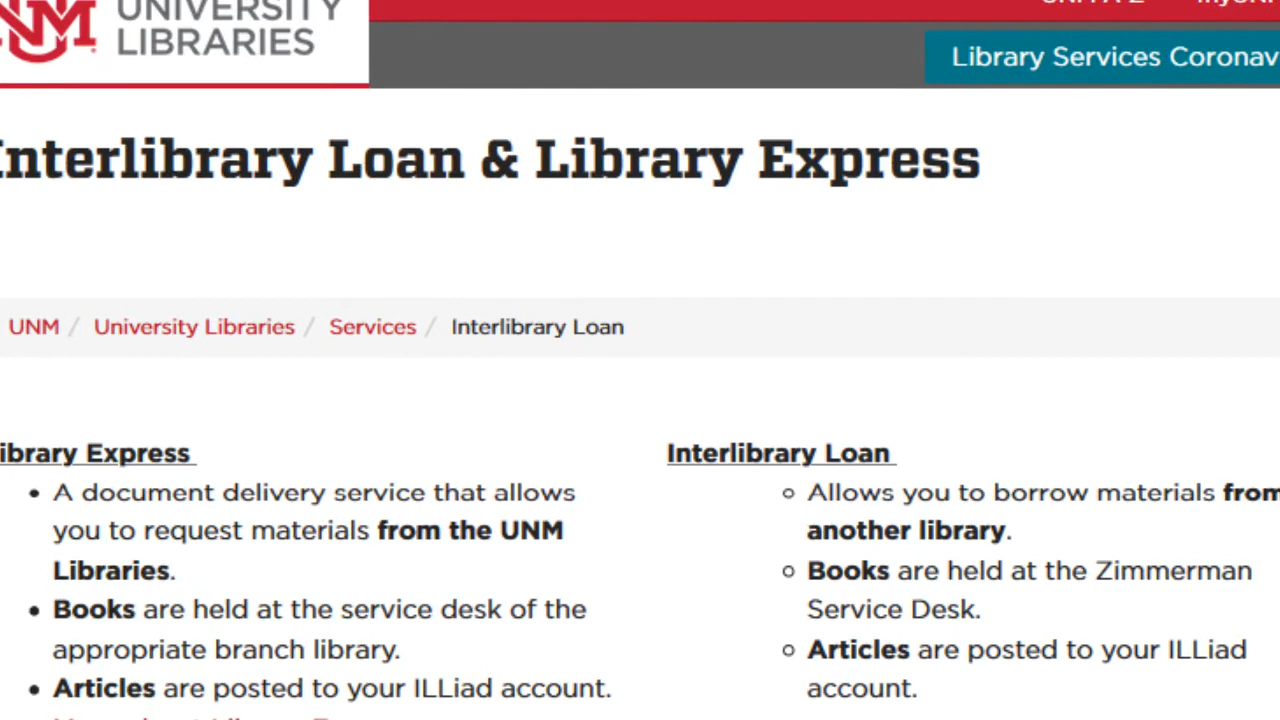 UNIVERSITY
LIBRARIES
Library Services Coronav
Interlibrary Loan & Library Express
UNM / University Libraries / Services / Interlibrary Loan
ibrary Express
• A document delivery service that allows
you to request materials from the UNM
Libraries.
• Books are held at the service desk of the
appropriate branch library.
• Articles are posted to your ILLiad account.
Interlibrary Loan
○ Allows you to borrow materials from
another library.
○ Books are held at the Zimmerman
Service Desk.
○ Articles are posted to your ILLiad
account.